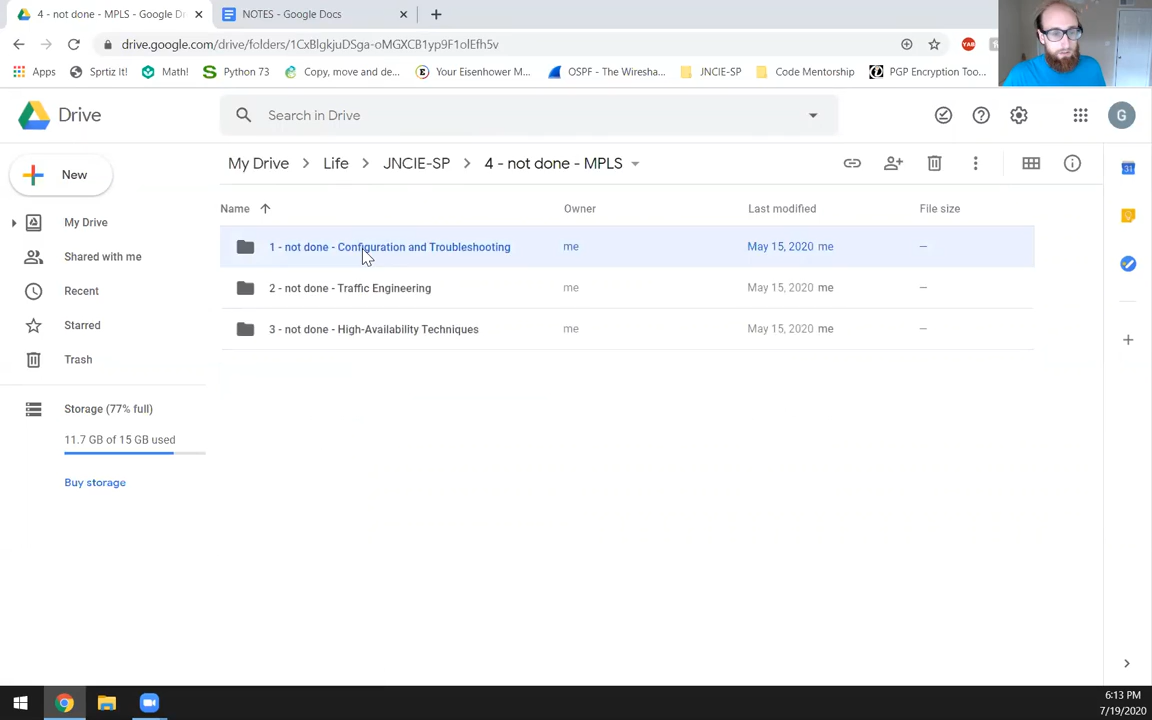 4 - not done - MPLS - Google Dr
NOTES - Google Docs
drive.google.com/drive/folders/1CxBlgkjuDSga-oMGXCB1yp9F1olEfh5v
YAB
Apps
Sprtiz It!
Math!
Python 73
Copy, move and de...
Your Eisenhower M...
OSPF - The Wiresha...
JNCIE-SP
Code Mentorship
PGP Encryption Too...
Drive
Search in Drive
G
New
My Drive
Life
JNCIE-SP
4 - not done - MPLS
31
Name
Owner
Last modified
File size
My Drive
Shared with me
Recent
Starred
Trash
1 - not done - Configuration and Troubleshooting
me
May 15, 2020 me
—
2 - not done - Traffic Engineering
me
May 15, 2020 me
—
3 - not done - High-Availability Techniques
me
May 15, 2020 me
—
Storage (77% full)
11.7 GB of 15 GB used
Buy storage
6:13 PM
7/19/2020